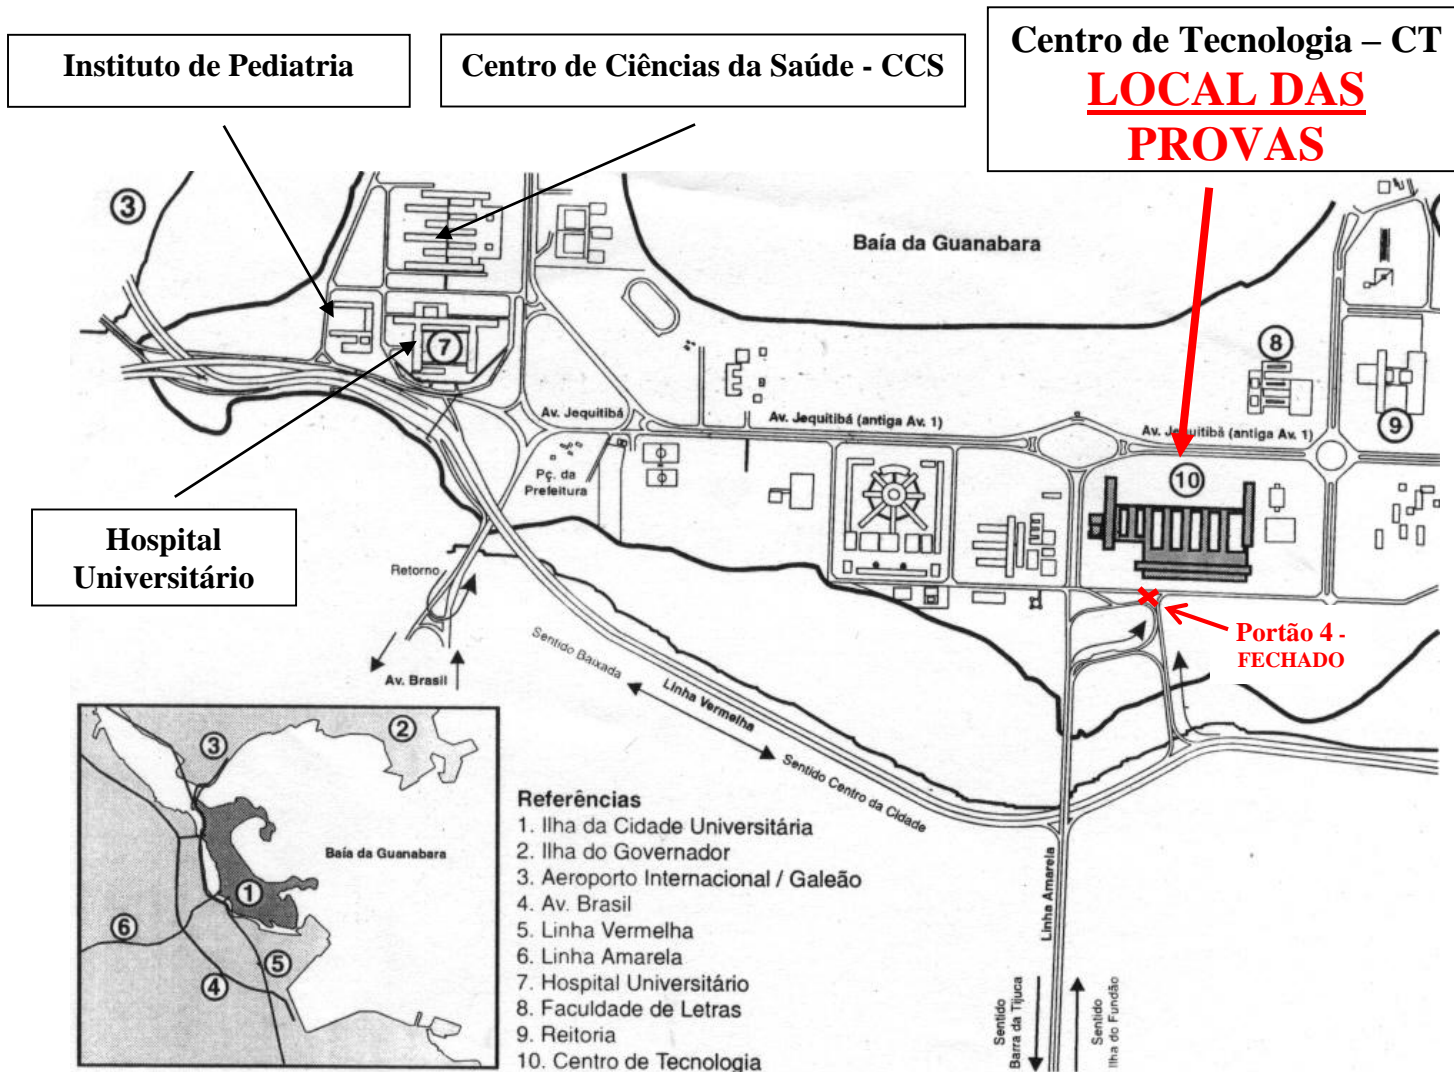 Instituto de Pediatria
Centro de Ciências da Saúde - CCS
Centro de Tecnologia – CT
LOCAL DAS
PROVAS
3
Baía da Guanabara
7
8
9
Av. Jequitibá
Av. Jequitibá (antiga Av. 1)
Av. Jequitibá (antiga Av. 1)
10
Pç. da
Prefeitura
Hospital
Universitário
Retorno
Av. Brasil
Sentido Baixada
Linha Vermelha
Sentido Centro da Cidade
Portão 4 -
FECHADO
Linha Amarela
Sentido
Barra da Tijuca
Sentido
Ilha do Fundão
2
3
Baía da Guanabara
1
6
5
4
Referências
1. Ilha da Cidade Universitária
2. Ilha do Governador
3. Aeroporto Internacional / Galeão
4. Av. Brasil
5. Linha Vermelha
6. Linha Amarela
7. Hospital Universitário
8. Faculdade de Letras
9. Reitoria
10. Centro de Tecnologia